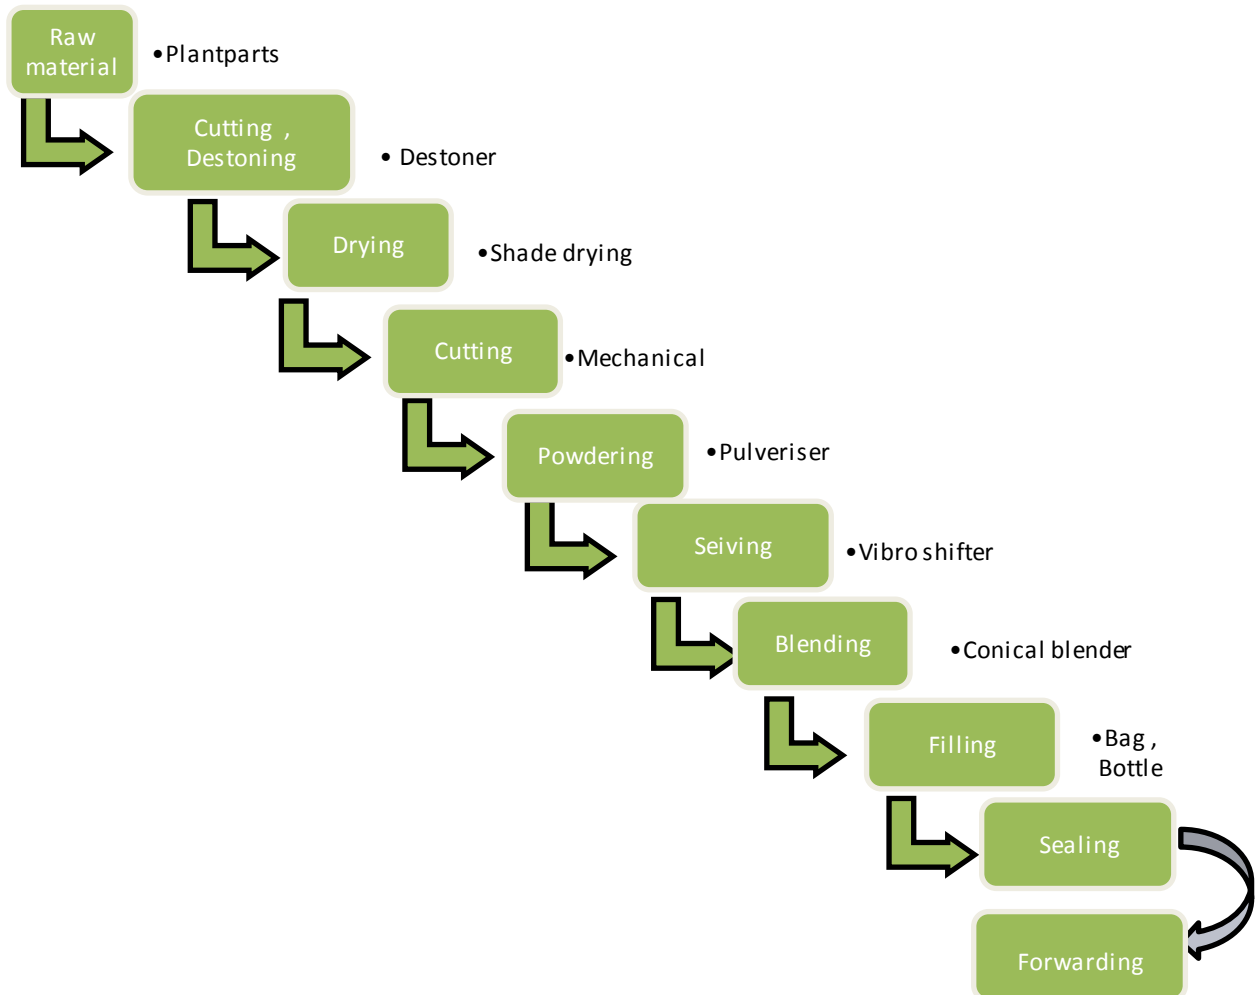 Raw
material
•Plantparts
Cutting ,
Destoning
• Destoner
Drying
•Shade drying
Cutting
•Mechanical
Powdering
•Pulveriser
Seiving
•Vibro shifter
Blending
•Conical blender
Filling
•Bag ,
Bottle
Sealing
Forwarding